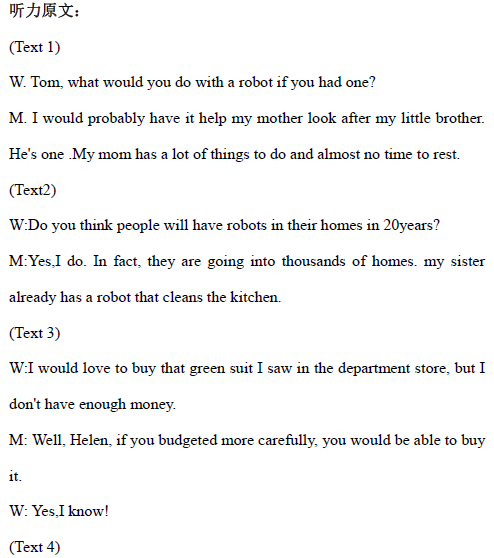 听力原文：
(Text 1)
W. Tom, what would you do with a robot if you had one?
M. I would probably have it help my mother look after my little brother.
He's one .My mom has a lot of things to do and almost no time to rest.
(Text2)
W:Do you think people will have robots in their homes in 20years?
M:Yes,I do. In fact, they are going into thousands of homes. my sister
already has a robot that cleans the kitchen.
(Text 3)
W:I would love to buy that green suit I saw in the department store, but I
don't have enough money.
M: Well, Helen, if you budgeted more carefully, you would be able to buy
it.
W: Yes,I know!
(Text 4)